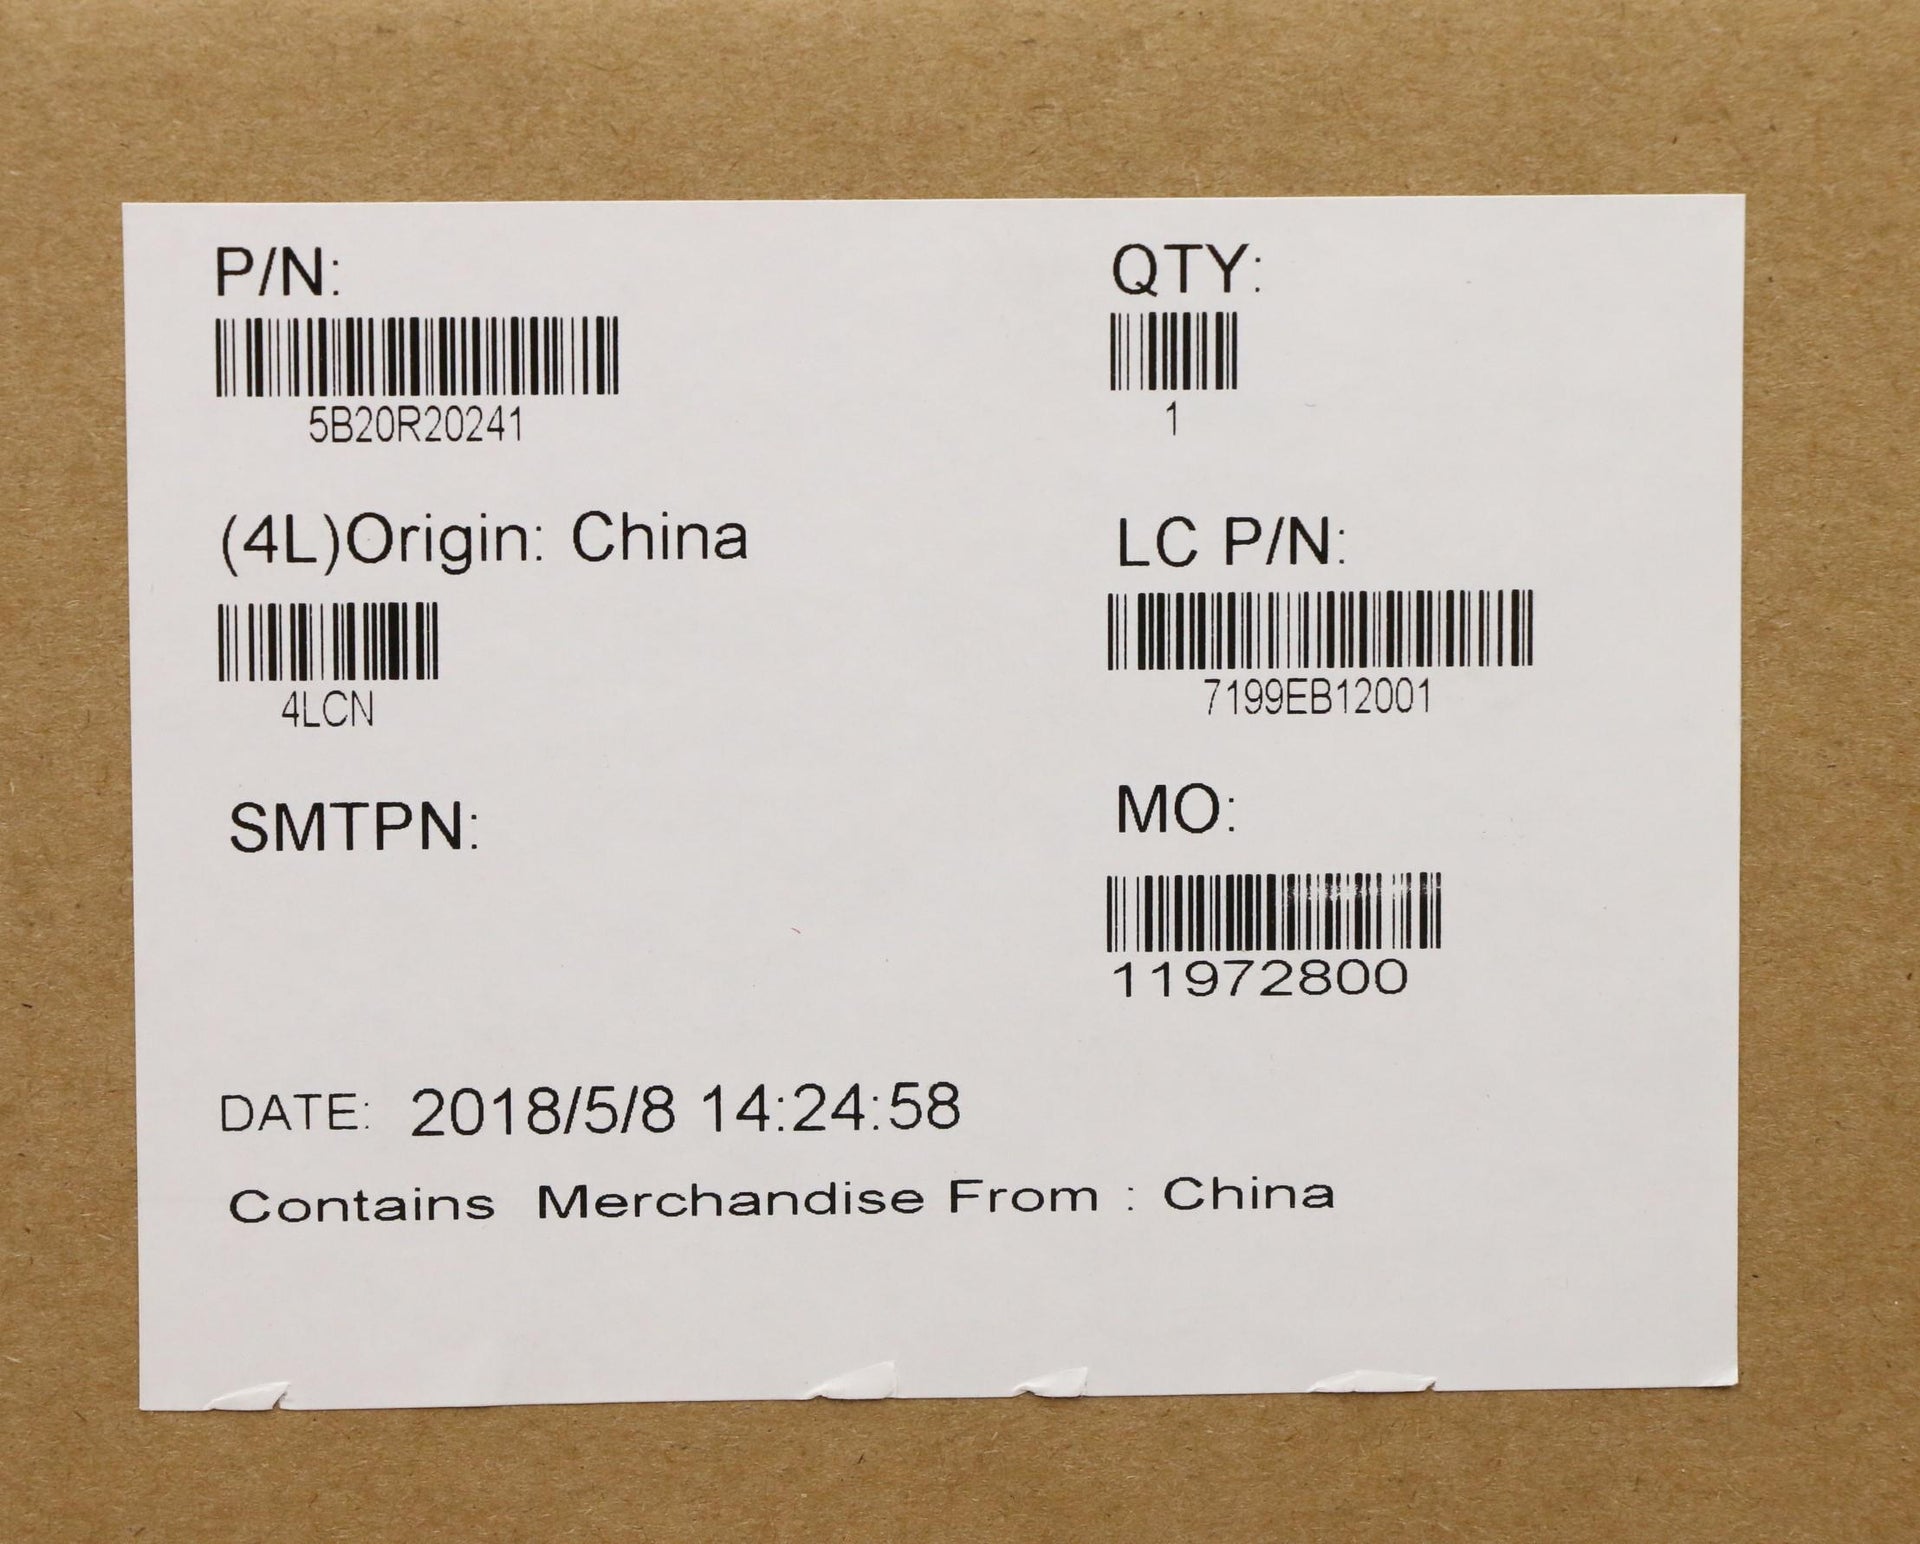 P/N:
5B20R20241
QTY:
1
(4L)Origin: China
4LCN
LC P/N:
7199EB12001
SMTPN:
MO:
11972800
DATE: 2018/5/8 14:24:58
Contains Merchandise From : China